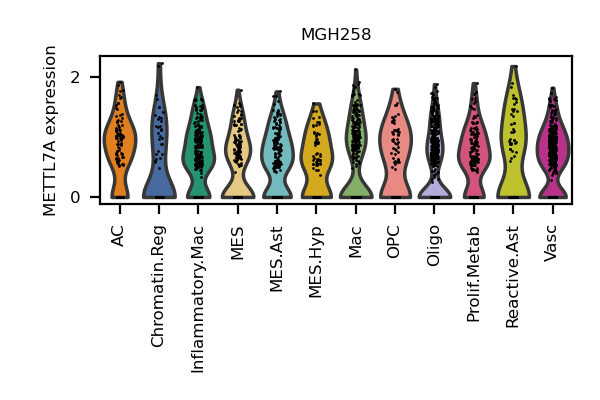 MGH258
METTL7A expression
2
0
AC
Chromatin.Reg
Inflammatory.Mac
MES
MES.Ast
MES.Hyp
Mac
OPC
Oligo
Prolif.Metab
Reactive.Ast
Vasc